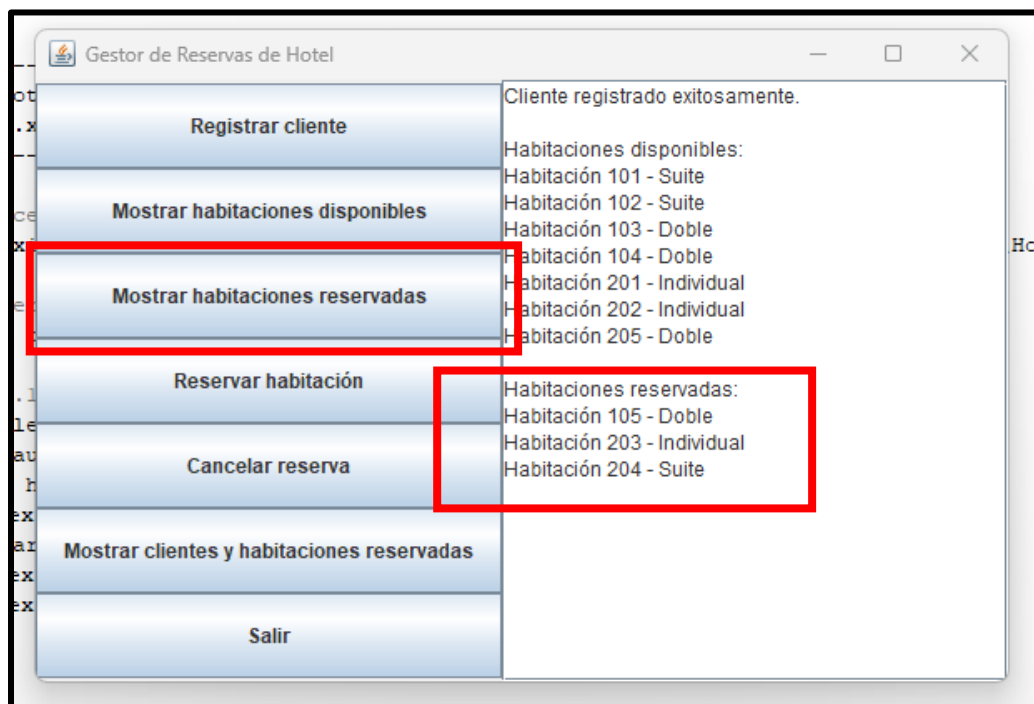 Gestor de Reservas de Hotel
Registrar cliente
Mostrar habitaciones disponibles
Mostrar habitaciones reservadas
Reservar habitación
Cancelar reserva
Mostrar clientes y habitaciones reservadas
Salir
Cliente registrado exitosamente.
Habitaciones disponibles:
Habitación 101 - Suite
Habitación 102 - Suite
Habitación 103 - Doble
Habitación 104 - Doble
Habitación 201 - Individual
Habitación 202 - Individual
Habitación 205 - Doble
Habitaciones reservadas:
Habitación 105 - Doble
Habitación 203 - Individual
Habitación 204 - Suite